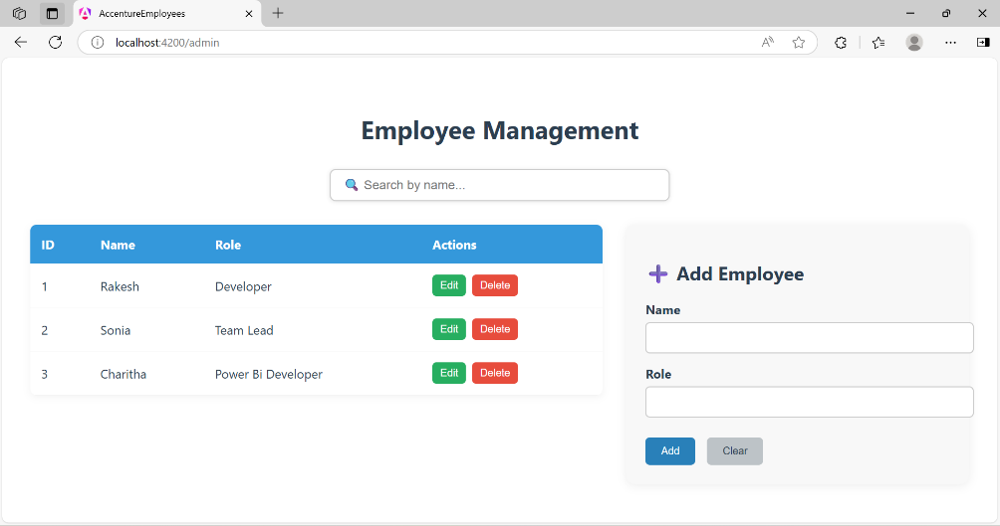 AccentureEmployees
localhost:4200/admin
Employee Management
🔍 Search by name...
ID Name Role Actions
1 Rakesh Developer Edit Delete
2 Sonia Team Lead Edit Delete
3 Charitha Power Bi Developer Edit Delete
➕ Add Employee
Name
Role
Add Clear